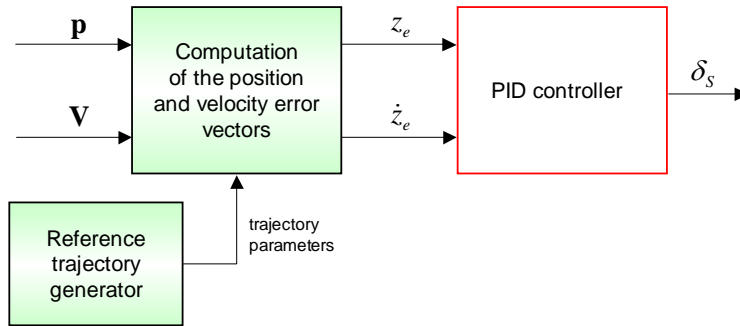 p
V
Computation
of the position
and velocity error
vectors
z_e
ż_e
PID controller
δ_S
Reference
trajectory
generator
trajectory
parameters